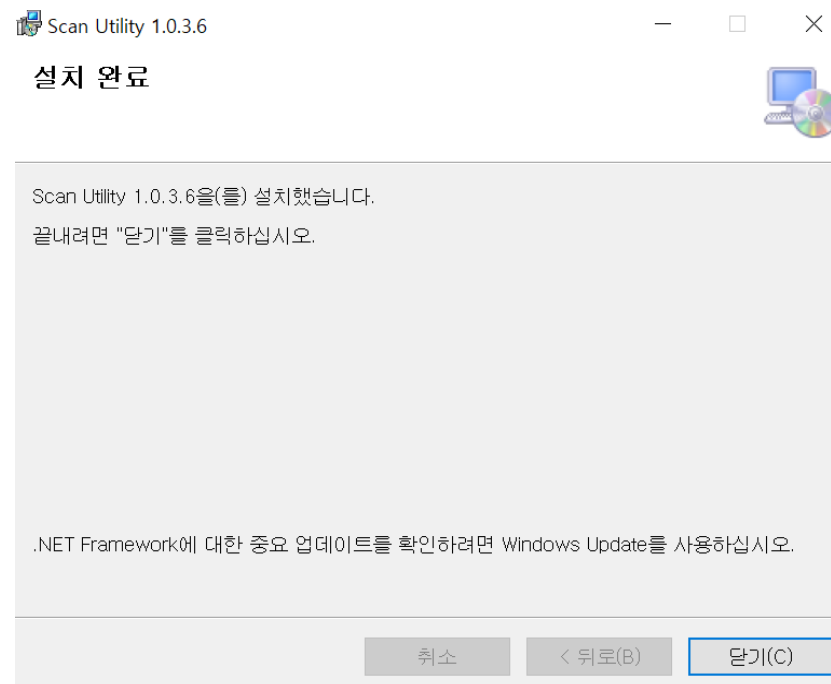 Scan Utility 1.0.3.6
설치 완료
Scan Utility 1.0.3.6을(를) 설치했습니다.
끝내려면 "닫기"를 클릭하십시오.
.NET Framework에 대한 중요 업데이트를 확인하려면 Windows Update를 사용하십시오.
취소
< 뒤로(B)
닫기(C)